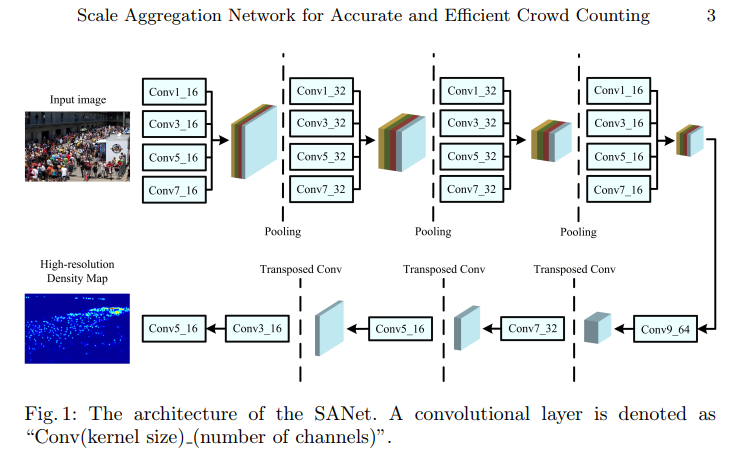 Scale Aggregation Network for Accurate and Efficient Crowd Counting 3
Input image
Conv1_16
Conv3_16
Conv5_16
Conv7_16
Conv1_32
Conv3_32
Conv5_32
Conv7_32
Conv1_32
Conv3_32
Conv5_32
Conv7_32
Conv1_16
Conv3_16
Conv5_16
Conv7_16
Pooling
Pooling
Pooling
High-resolution
Density Map
Transposed Conv
Transposed Conv
Transposed Conv
Conv5_16
Conv3_16
Conv5_16
Conv7_32
Conv9_64
Fig. 1: The architecture of the SANet. A convolutional layer is denoted as
“Conv(kernel size)_(number of channels)”.